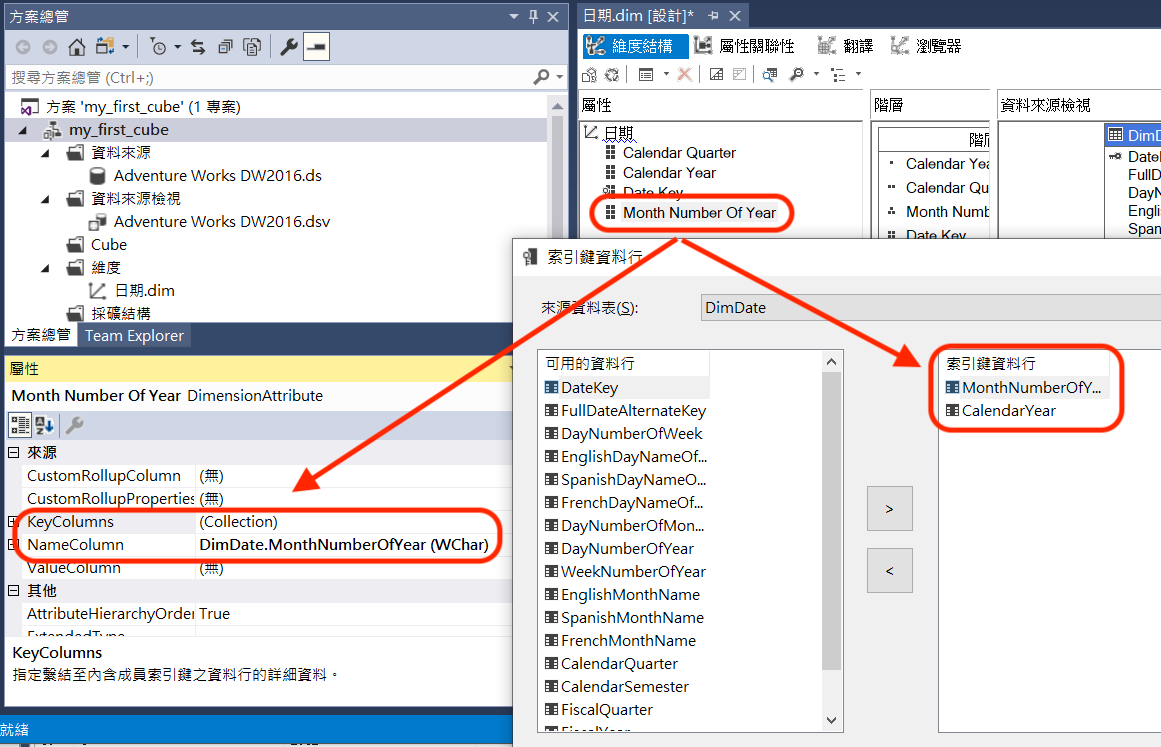 方案總管
搜尋方案總管 (Ctrl+;)
方案 'my_first_cube' (1 專案)
my_first_cube
資料來源
Adventure Works DW2016.ds
資料來源檢視
Adventure Works DW2016.dsv
Cube
維度
日期.dim
採礦結構
方案總管 Team Explorer
屬性
Month Number Of Year DimensionAttribute
來源
CustomRollupColumn (無)
CustomRollupProperties (無)
KeyColumns (Collection)
NameColumn DimDate.MonthNumberOfYear (WChar)
ValueColumn (無)
其他
AttributeHierarchyOrder True
ExtendedType
KeyColumns
指定繫結至內含成員索引鍵之資料行的詳細資料。
就緒
日期.dim [設計]*
維度結構 屬性關聯性 翻譯 瀏覽器
屬性
日期
Calendar Quarter
Calendar Year
Date Key
Month Number Of Year
階層
階
Calendar Yea
Calendar Qu
Month Numb
Date Key
資料來源檢視
DimD
DateK
FullD
DayN
Englis
Span
索引鍵資料行
來源資料表(S): DimDate
可用的資料行
DateKey
FullDateAlternateKey
DayNumberOfWeek
EnglishDayNameOf...
SpanishDayNameO...
FrenchDayNameOf...
DayNumberOfMon...
DayNumberOfYear
WeekNumberOfYear
EnglishMonthName
SpanishMonthName
FrenchMonthName
CalendarQuarter
CalendarSemester
FiscalQuarter
FiscalYear
>
<
索引鍵資料行
MonthNumberOfY...
CalendarYear